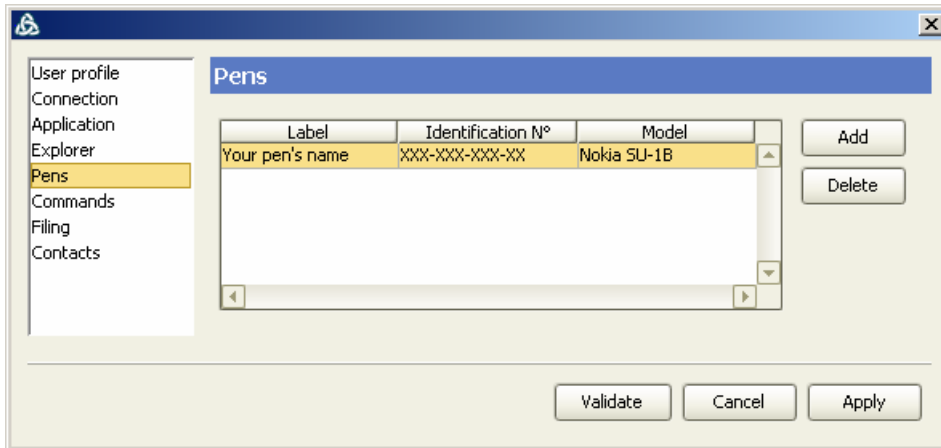 User profile
Connection
Application
Explorer
Pens
Commands
Filing
Contacts
Pens
Label Identification N° Model
Your pen's name XXX-XXX-XXX-XX Nokia SU-1B
Add
Delete
Validate Cancel Apply